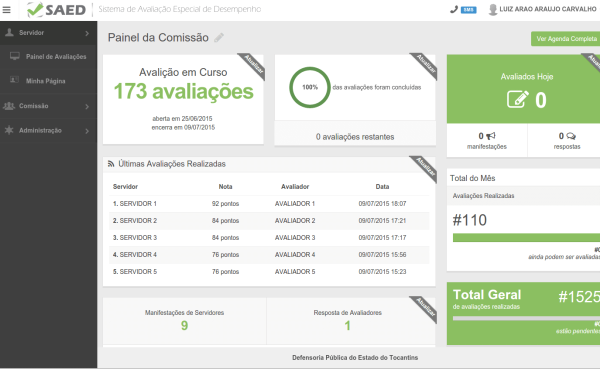 SAED
Sistema de Avaliação Especial de Desempenho
SMS
LUIZ ARAO ARAUJO CARVALHO
Servidor
Painel de Avaliações
Minha Página
Comissão
Administração
Painel da Comissão
Ver Agenda Completa
Avalição em Curso
173 avaliações
aberta em 25/06/2015
encerra em 09/07/2015
Atualizar
100%
das avaliações foram concluídas
0 avaliações restantes
Atualizar
Avaliados Hoje
0
Atualizar
0
manifestações
0
respostas
Últimas Avaliações Realizadas
Atualizar
Servidor Nota Avaliador Data
1. SERVIDOR 1 92 pontos AVALIADOR 1 09/07/2015 18:07
2. SERVIDOR 2 84 pontos AVALIADOR 2 09/07/2015 17:21
3. SERVIDOR 3 84 pontos AVALIADOR 3 09/07/2015 17:17
4. SERVIDOR 4 76 pontos AVALIADOR 4 09/07/2015 15:56
5. SERVIDOR 5 76 pontos AVALIADOR 5 09/07/2015 15:23
Total do Mês
Avaliações Realizadas
#110
ainda podem ser avaliadas
Total Geral #1525
de avaliações realizadas
estão pendentes
Manifestações de Servidores
9
Resposta de Avaliadores
1
Atualizar
Defensoria Pública do Estado do Tocantins